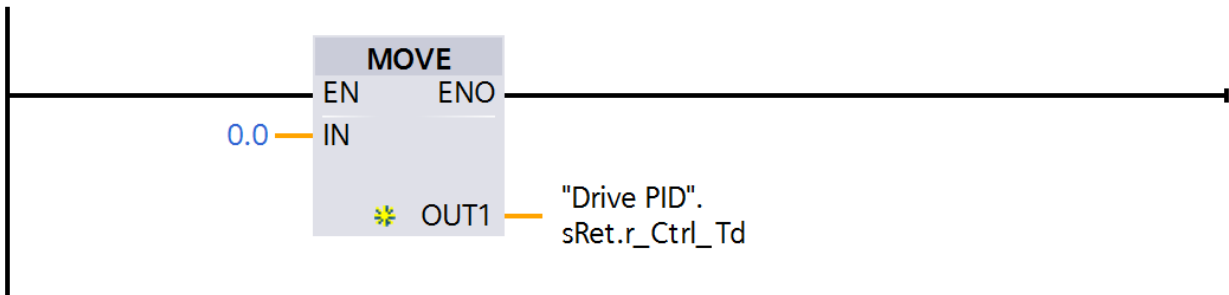 MOVE
EN ENO
0.0 IN
OUT1 "Drive PID".
sRet.r_Ctrl_Td